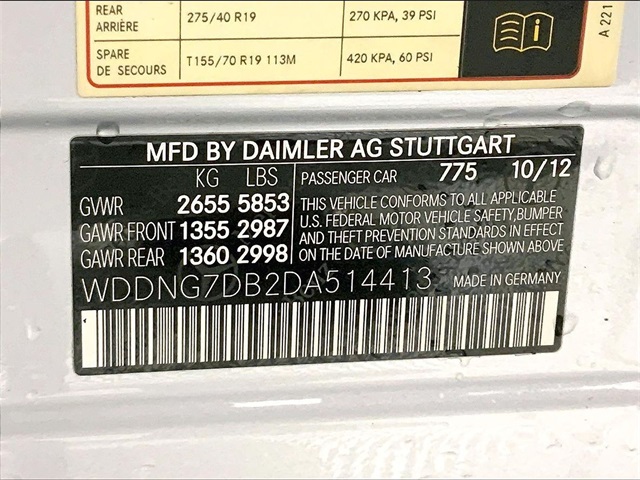 REAR 275/40 R19 270 KPA, 39 PSI
ARRIÈRE
SPARE T155/70 R19 113M 420 KPA, 60 PSI
DE SECOURS
A 221
MFD BY DAIMLER AG STUTTGART
KG LBS PASSENGER CAR 775 10/12
GVWR 2655 5853
GAWR FRONT 1355 2987
GAWR REAR 1360 2998
THIS VEHICLE CONFORMS TO ALL APPLICABLE
U.S. FEDERAL MOTOR VEHICLE SAFETY,BUMPER
AND THEFT PREVENTION STANDARDS IN EFFECT
ON THE DATE OF MANUFACTURE SHOWN ABOVE.
WDDNG7DB2DA514413 MADE IN GERMANY